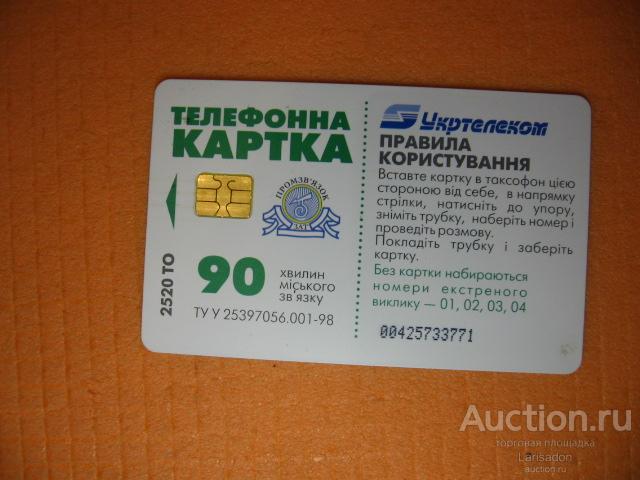 ТЕЛЕФОННА
КАРТКА
ПРОМЗВ'ЯЗОК
ЗАТ
90
ХВИЛИН
МІСЬКОГО
ЗВ'ЯЗКУ
2520 ТО
ТУ У 25397056.001-98
Укртелеком
ПРАВИЛА
КОРИСТУВАННЯ
Вставте картку в таксофон цією
стороною від себе, в напрямку
стрілки, натисніть до упору,
зніміть трубку, наберіть номер і
проведіть розмову.
Покладіть трубку і заберіть
картку.
Без картки набираються
номери екстреного
виклику — 01, 02, 03, 04
00425733771
Auction.ru
торговая площадка
Larisadon
auction.ru